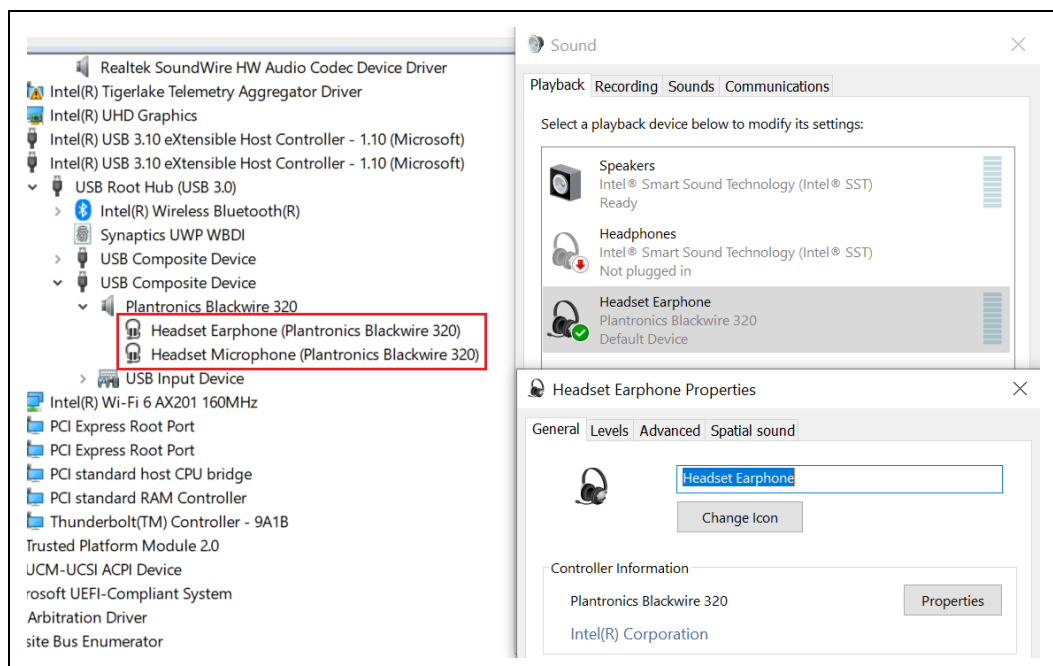 Realtek SoundWire HW Audio Codec Device Driver
Intel(R) Tigerlake Telemetry Aggregator Driver
Intel(R) UHD Graphics
Intel(R) USB 3.10 eXtensible Host Controller - 1.10 (Microsoft)
Intel(R) USB 3.10 eXtensible Host Controller - 1.10 (Microsoft)
USB Root Hub (USB 3.0)
Intel(R) Wireless Bluetooth(R)
Synaptics UWP WBDI
USB Composite Device
USB Composite Device
Plantronics Blackwire 320
Headset Earphone (Plantronics Blackwire 320)
Headset Microphone (Plantronics Blackwire 320)
USB Input Device
Intel(R) Wi-Fi 6 AX201 160MHz
PCI Express Root Port
PCI Express Root Port
PCI standard host CPU bridge
PCI standard RAM Controller
Thunderbolt(TM) Controller - 9A1B
Trusted Platform Module 2.0
UCM-UCSI ACPI Device
rosoft UEFI-Compliant System
Arbitration Driver
site Bus Enumerator
Sound
Playback Recording Sounds Communications
Select a playback device below to modify its settings:
Speakers
Intel® Smart Sound Technology (Intel® SST)
Ready
Headphones
Intel® Smart Sound Technology (Intel® SST)
Not plugged in
Headset Earphone
Plantronics Blackwire 320
Default Device
Headset Earphone Properties
General Levels Advanced Spatial sound
Headset Earphone
Change Icon
Controller Information
Plantronics Blackwire 320
Properties
Intel(R) Corporation